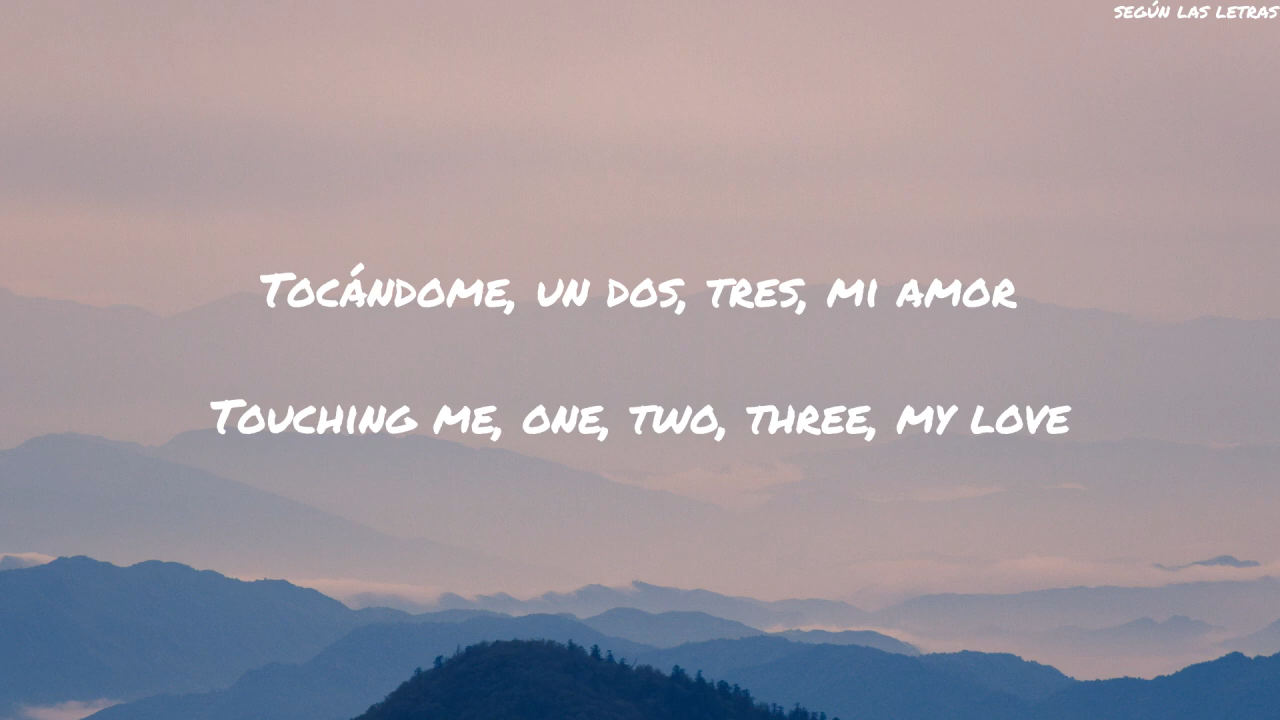 según las letras
Tocándome, un dos, tres, mi amor
Touching me, one, two, three, my love